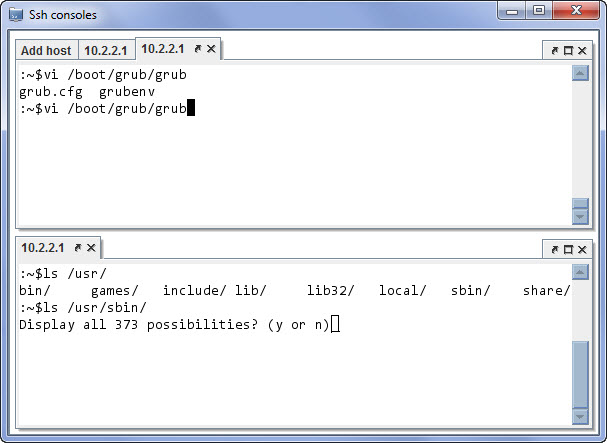 Ssh consoles
Add host 10.2.2.1 10.2.2.1
:~$vi /boot/grub/grub
grub.cfg  grubenv
:~$vi /boot/grub/grub
10.2.2.1
:~$ls /usr/
bin/     games/   include/ lib/     lib32/   local/   sbin/    share/
:~$ls /usr/sbin/
Display all 373 possibilities? (y or n)